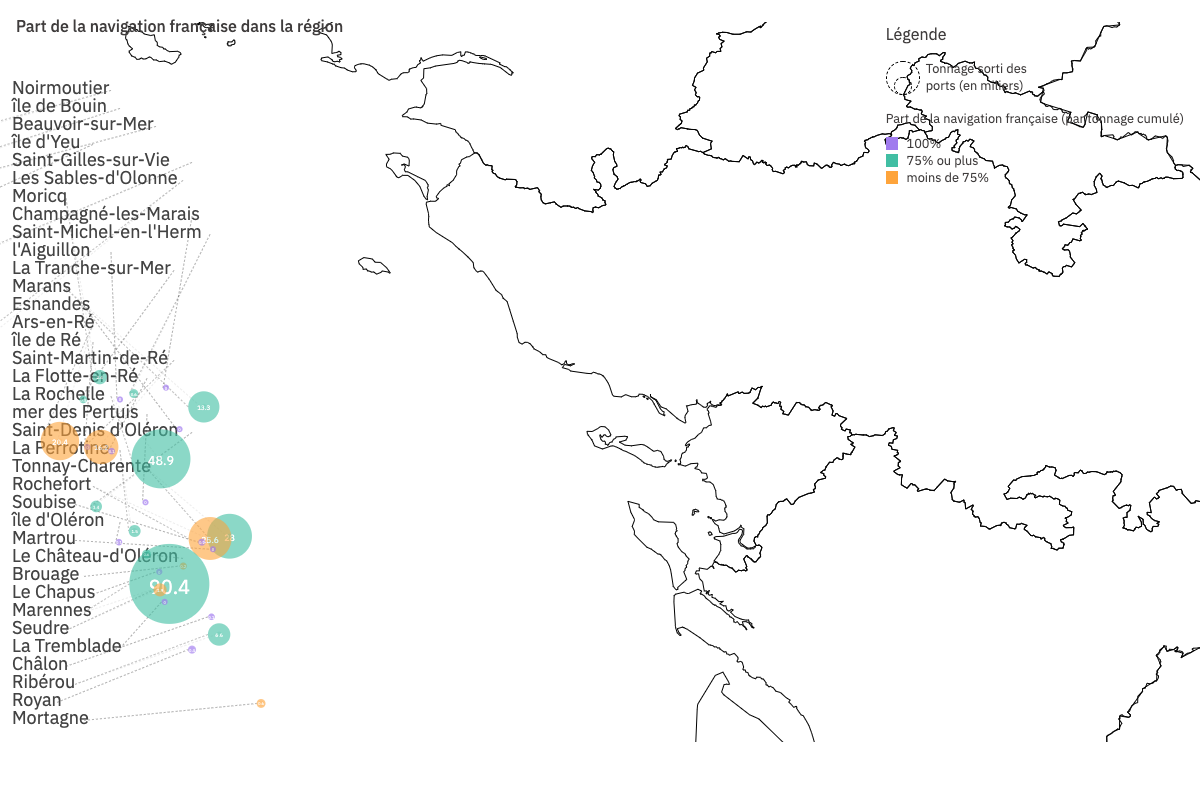 Part de la navigation française dans la région
Légende
Tonnage sorti des
ports (en milliers)
Part de la navigation française (par tonnage cumulé)
100%
75% ou plus
moins de 75%
Noirmoutier
île de Bouin
Beauvoir-sur-Mer
île d'Yeu
Saint-Gilles-sur-Vie
Les Sables-d'Olonne
Moricq
Champagné-les-Marais
Saint-Michel-en-l'Herm
l'Aiguillon
La Tranche-sur-Mer
Marans
Esnandes
Ars-en-Ré
île de Ré
Saint-Martin-de-Ré
La Flotte-en-Ré
La Rochelle
mer des Pertuis
Saint-Denis d'Oléron
La Perrotine
Tonnay-Charente
Rochefort
Soubise
île d'Oléron
Martrou
Le Château-d'Oléron
Brouage
Le Chapus
Marennes
Seudre
La Tremblade
Châlon
Ribérou
Royan
Mortagne
13.3
48.9
23
90.4